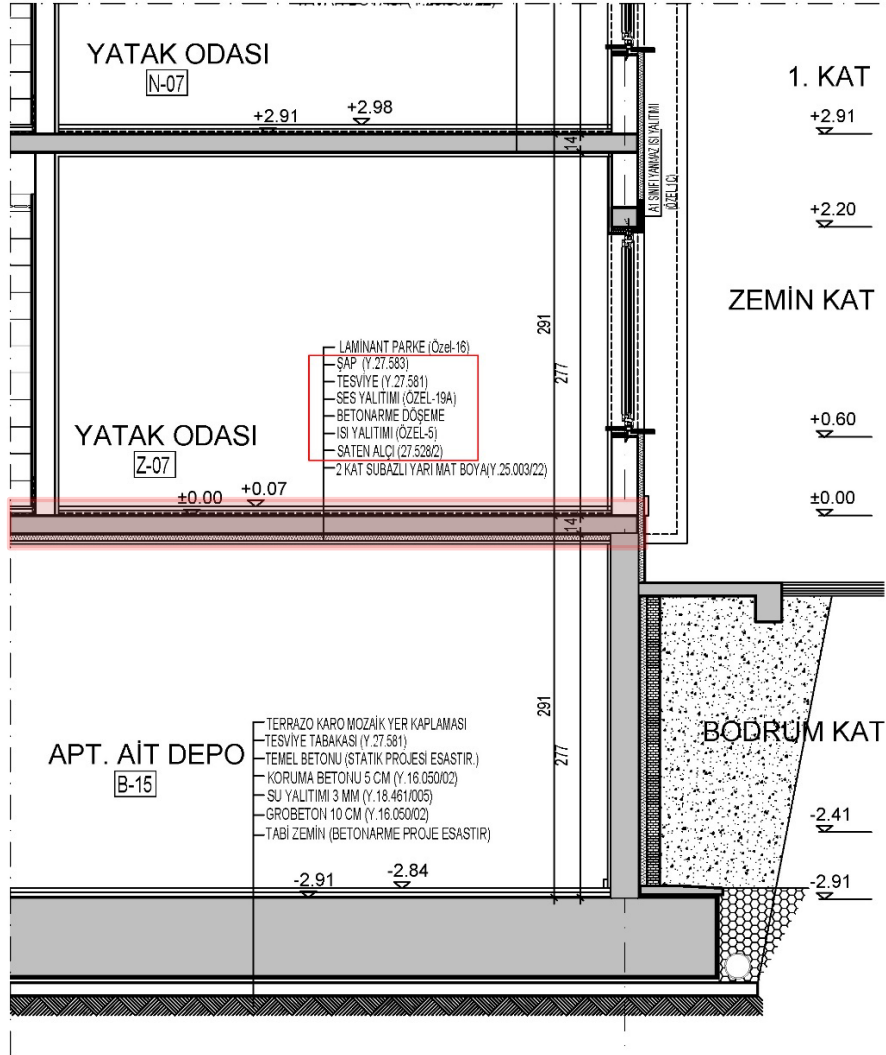 YATAK ODASI
N-07
+2.91
+2.98
14
A1 SINIFI YANMAZ ISI YALITIMI
(ÖZEL-1C)
1. KAT
+2.91
+2.20
ZEMİN KAT
+0.60
±0.00
291
277
LAMİNANT PARKE (Özel-16)
ŞAP (Y.27.583)
TESVİYE (Y.27.581)
SES YALITIMI (ÖZEL-19A)
BETONARME DÖŞEME
ISI YALITIMI (ÖZEL-5)
SATEN ALÇI (27.528/2)
2 KAT SUBAZLI YARI MAT BOYA(Y.25.003/22)
YATAK ODASI
Z-07
±0.00
+0.07
14
291
277
TERRAZO KARO MOZAİK YER KAPLAMASI
TESVİYE TABAKASI (Y.27.581)
TEMEL BETONU (STATIK PROJESİ ESASTIR.)
KORUMA BETONU 5 CM (Y.16.050/02)
SU YALITIMI 3 MM (Y.18.461/005)
GROBETON 10 CM (Y.16.050/02)
TABİ ZEMİN (BETONARME PROJE ESASTIR)
APT. AİT DEPO
B-15
-2.91
-2.84
BODRUM KAT
-2.41
-2.91